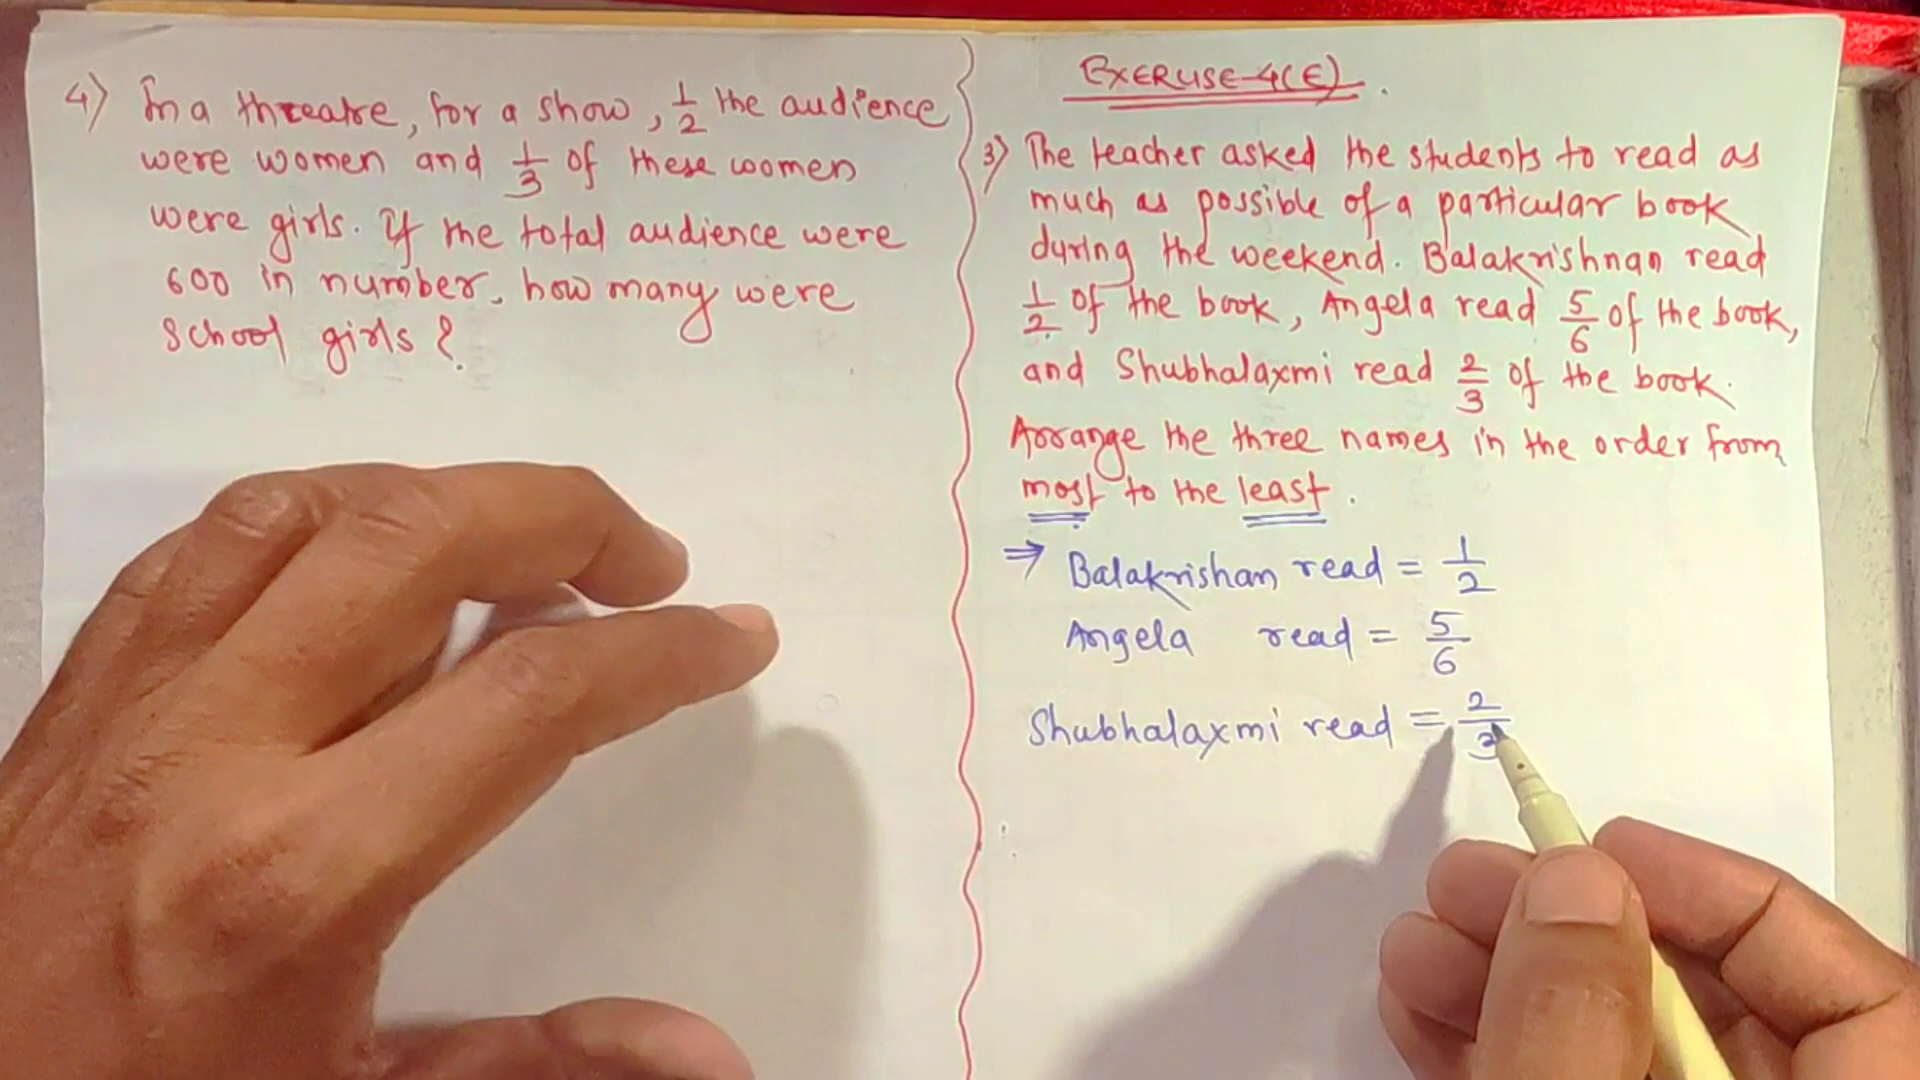 4) In a threatre, for a show, 1/2 the audience
were women and 1/3 of these women
were girls. If the total audience were
600 in number, how many were
School girls?
EXERCISE-4(E).
3) The teacher asked the students to read as
much as possible of a particular book
during the weekend. Balakrishnan read
1/2 of the book, Angela read 5/6 of the book,
and Shubhalaxmi read 2/3 of the book.
Arrange the three names in the order from
most to the least.
⇒ Balakrishan read = 1/2
Angela read = 5/6
Shubhalaxmi read = 2/3